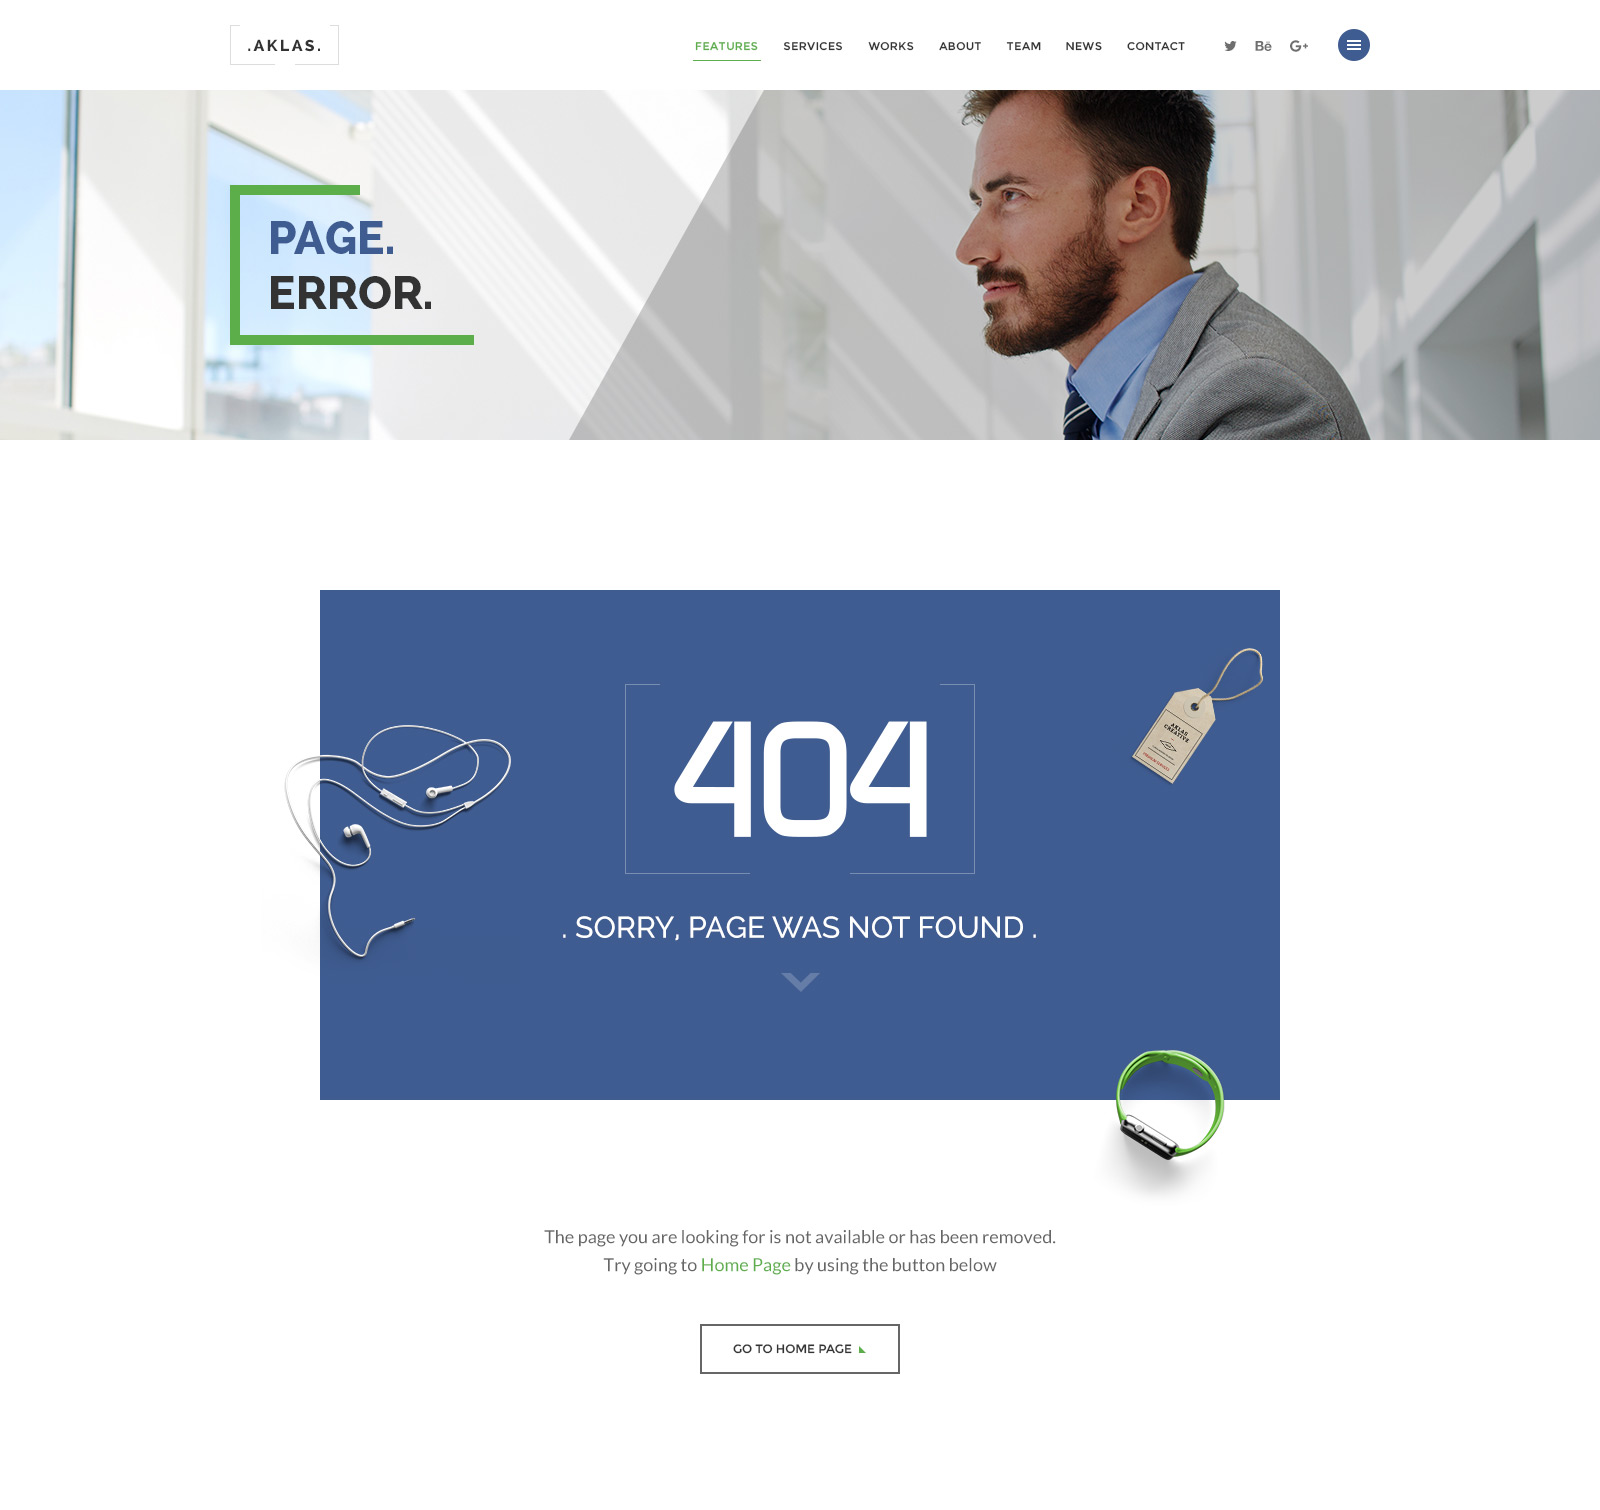 .AKLAS.
FEATURES SERVICES WORKS ABOUT TEAM NEWS CONTACT Bē G+
PAGE.
ERROR.
AKLAS
CREATIVE
404
. SORRY, PAGE WAS NOT FOUND .
The page you are looking for is not available or has been removed.
Try going to Home Page by using the button below
GO TO HOME PAGE